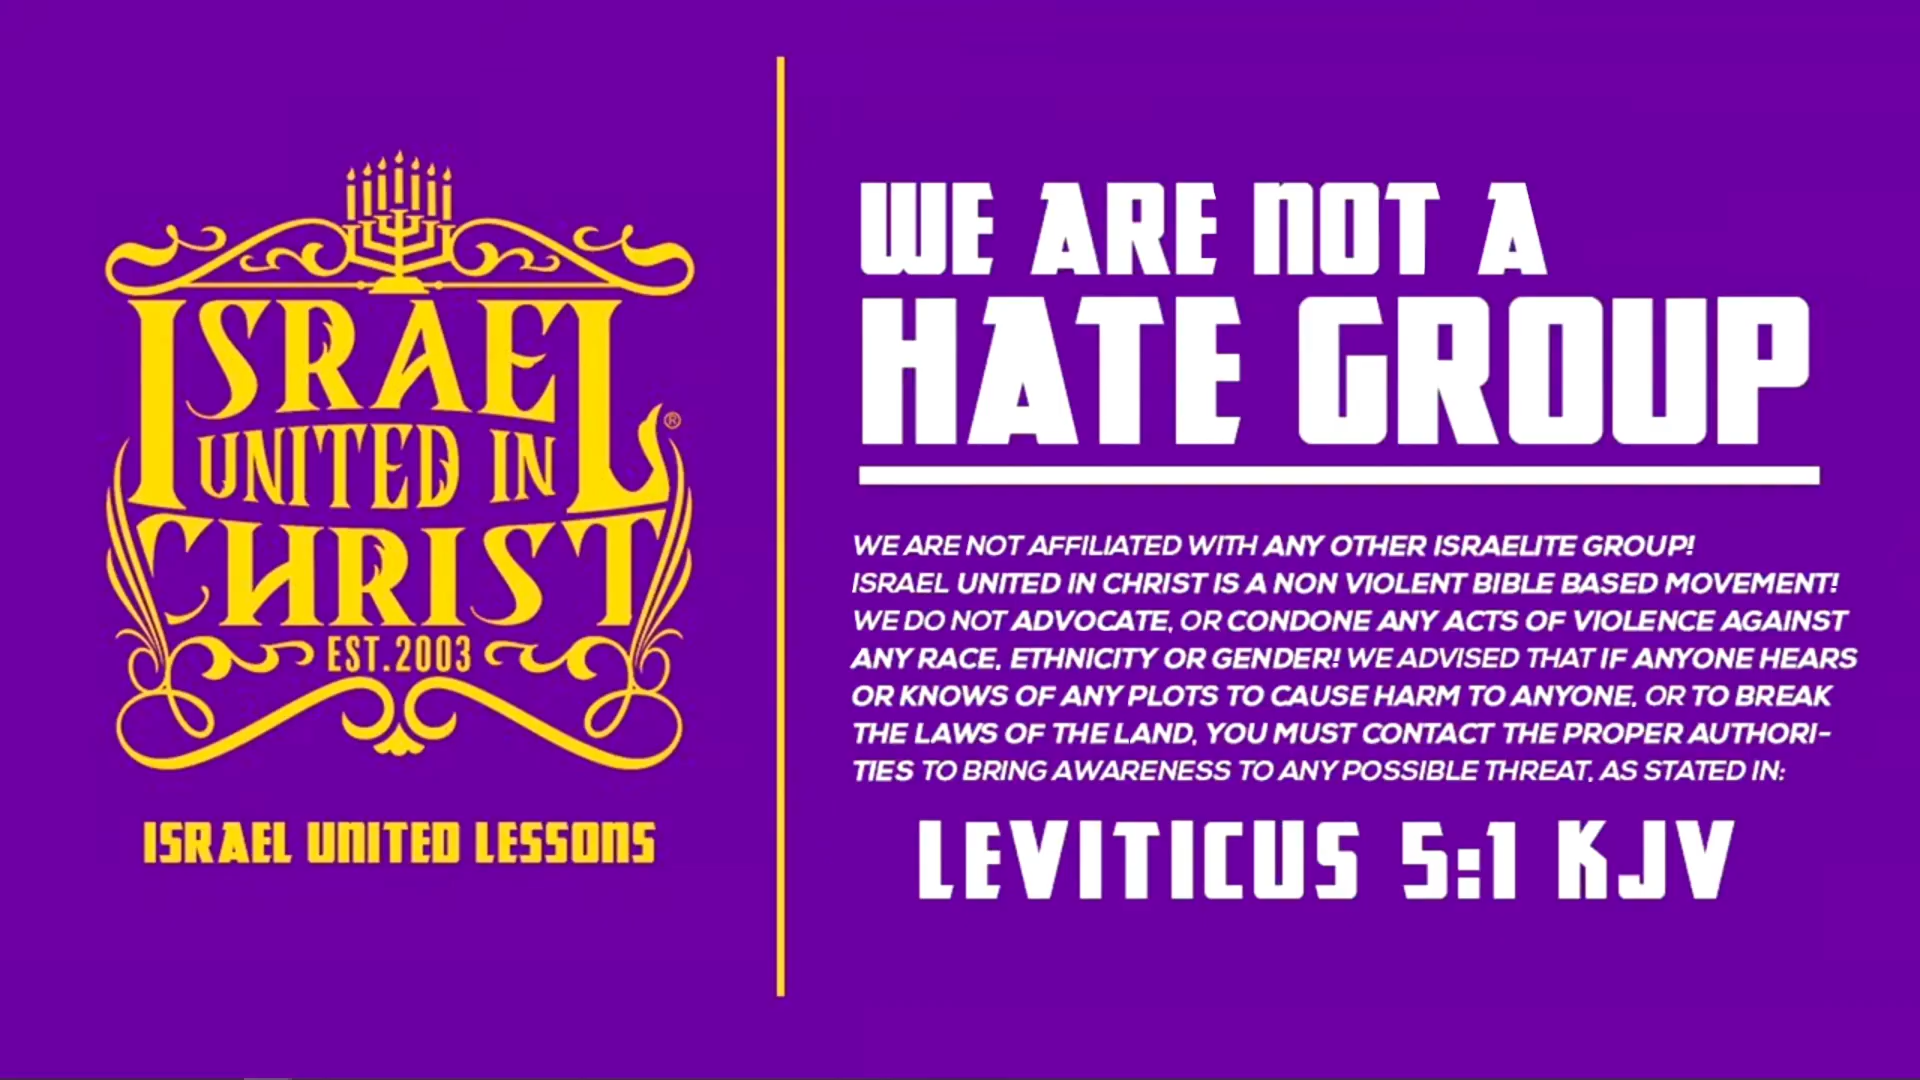 ISRAEL
UNITED IN
CHRIST
®
EST. 2003
ISRAEL UNITED LESSONS
WE ARE NOT A
HATE GROUP
WE ARE NOT AFFILIATED WITH ANY OTHER ISRAELITE GROUP!
ISRAEL UNITED IN CHRIST IS A NON VIOLENT BIBLE BASED MOVEMENT!
WE DO NOT ADVOCATE, OR CONDONE ANY ACTS OF VIOLENCE AGAINST
ANY RACE, ETHNICITY OR GENDER! WE ADVISED THAT IF ANYONE HEARS
OR KNOWS OF ANY PLOTS TO CAUSE HARM TO ANYONE, OR TO BREAK
THE LAWS OF THE LAND, YOU MUST CONTACT THE PROPER AUTHORI-
TIES TO BRING AWARENESS TO ANY POSSIBLE THREAT, AS STATED IN:
LEVITICUS 5:1 KJV